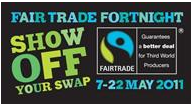 FAIR TRADE FORTNIGHT
SHOW
OFF
YOUR SWAP
Guarantees
a better deal
for Third World
Producers
FAIRTRADE
®
7-22 MAY 2011